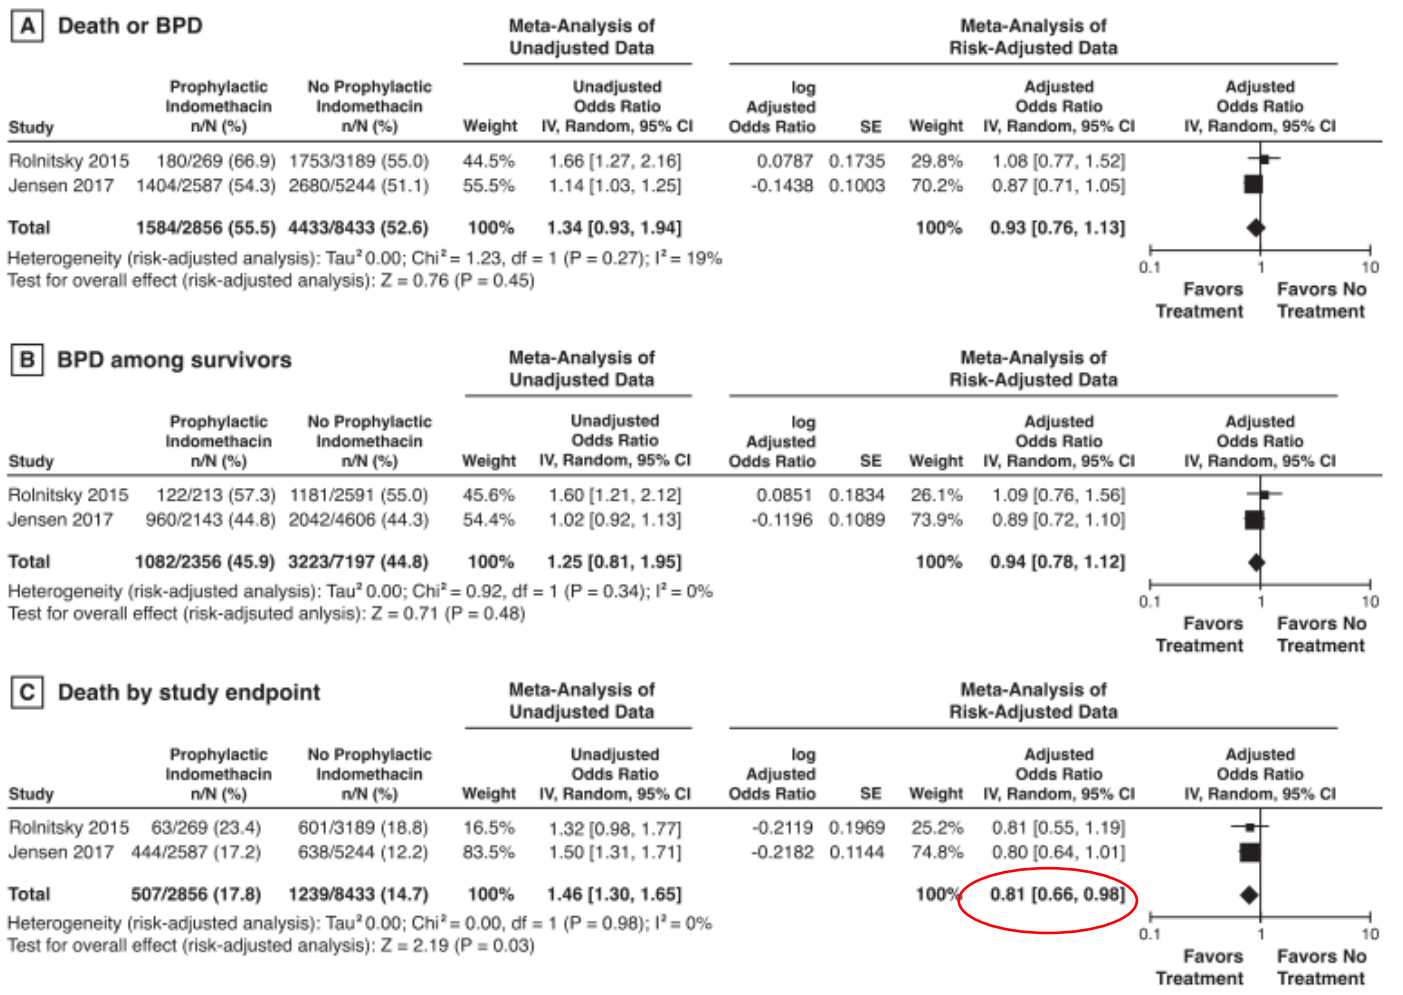 A Death or BPD
Meta-Analysis of Unadjusted Data
Meta-Analysis of Risk-Adjusted Data
Study
Prophylactic Indomethacin n/N (%)
No Prophylactic Indomethacin n/N (%)
Weight
Unadjusted Odds Ratio IV, Random, 95% CI
log Adjusted Odds Ratio
SE
Weight
Adjusted Odds Ratio IV, Random, 95% CI
Adjusted Odds Ratio IV, Random, 95% CI
Rolnitsky 2015 180/269 (66.9) 1753/3189 (55.0) 44.5% 1.66 [1.27, 2.16] 0.0787 0.1735 29.8% 1.08 [0.77, 1.52]
Jensen 2017 1404/2587 (54.3) 2680/5244 (51.1) 55.5% 1.14 [1.03, 1.25] -0.1438 0.1003 70.2% 0.87 [0.71, 1.05]
Total 1584/2856 (55.5) 4433/8433 (52.6) 100% 1.34 [0.93, 1.94] 100% 0.93 [0.76, 1.13]
Heterogeneity (risk-adjusted analysis): Tau² 0.00; Chi² = 1.23, df = 1 (P = 0.27); I² = 19%
Test for overall effect (risk-adjusted analysis): Z = 0.76 (P = 0.45)
0.1 1 10
Favors Treatment
Favors No Treatment
B BPD among survivors
Meta-Analysis of Unadjusted Data
Meta-Analysis of Risk-Adjusted Data
Study
Prophylactic Indomethacin n/N (%)
No Prophylactic Indomethacin n/N (%)
Weight
Unadjusted Odds Ratio IV, Random, 95% CI
log Adjusted Odds Ratio
SE
Weight
Adjusted Odds Ratio IV, Random, 95% CI
Adjusted Odds Ratio IV, Random, 95% CI
Rolnitsky 2015 122/213 (57.3) 1181/2591 (55.0) 45.6% 1.60 [1.21, 2.12] 0.0851 0.1834 26.1% 1.09 [0.76, 1.56]
Jensen 2017 960/2143 (44.8) 2042/4606 (44.3) 54.4% 1.02 [0.92, 1.13] -0.1196 0.1089 73.9% 0.89 [0.72, 1.10]
Total 1082/2356 (45.9) 3223/7197 (44.8) 100% 1.25 [0.81, 1.95] 100% 0.94 [0.78, 1.12]
Heterogeneity (risk-adjusted analysis): Tau² 0.00; Chi² = 0.92, df = 1 (P = 0.34); I² = 0%
Test for overall effect (risk-adjsuted anlysis): Z = 0.71 (P = 0.48)
0.1 1 10
Favors Treatment
Favors No Treatment
C Death by study endpoint
Meta-Analysis of Unadjusted Data
Meta-Analysis of Risk-Adjusted Data
Study
Prophylactic Indomethacin n/N (%)
No Prophylactic Indomethacin n/N (%)
Weight
Unadjusted Odds Ratio IV, Random, 95% CI
log Adjusted Odds Ratio
SE
Weight
Adjusted Odds Ratio IV, Random, 95% CI
Adjusted Odds Ratio IV, Random, 95% CI
Rolnitsky 2015 63/269 (23.4) 601/3189 (18.8) 16.5% 1.32 [0.98, 1.77] -0.2119 0.1969 25.2% 0.81 [0.55, 1.19]
Jensen 2017 444/2587 (17.2) 638/5244 (12.2) 83.5% 1.50 [1.31, 1.71] -0.2182 0.1144 74.8% 0.80 [0.64, 1.01]
Total 507/2856 (17.8) 1239/8433 (14.7) 100% 1.46 [1.30, 1.65] 100% 0.81 [0.66, 0.98]
Heterogeneity (risk-adjusted analysis): Tau² 0.00; Chi² = 0.00, df = 1 (P = 0.98); I² = 0%
Test for overall effect (risk-adjusted analysis): Z = 2.19 (P = 0.03)
0.1 1 10
Favors Treatment
Favors No Treatment